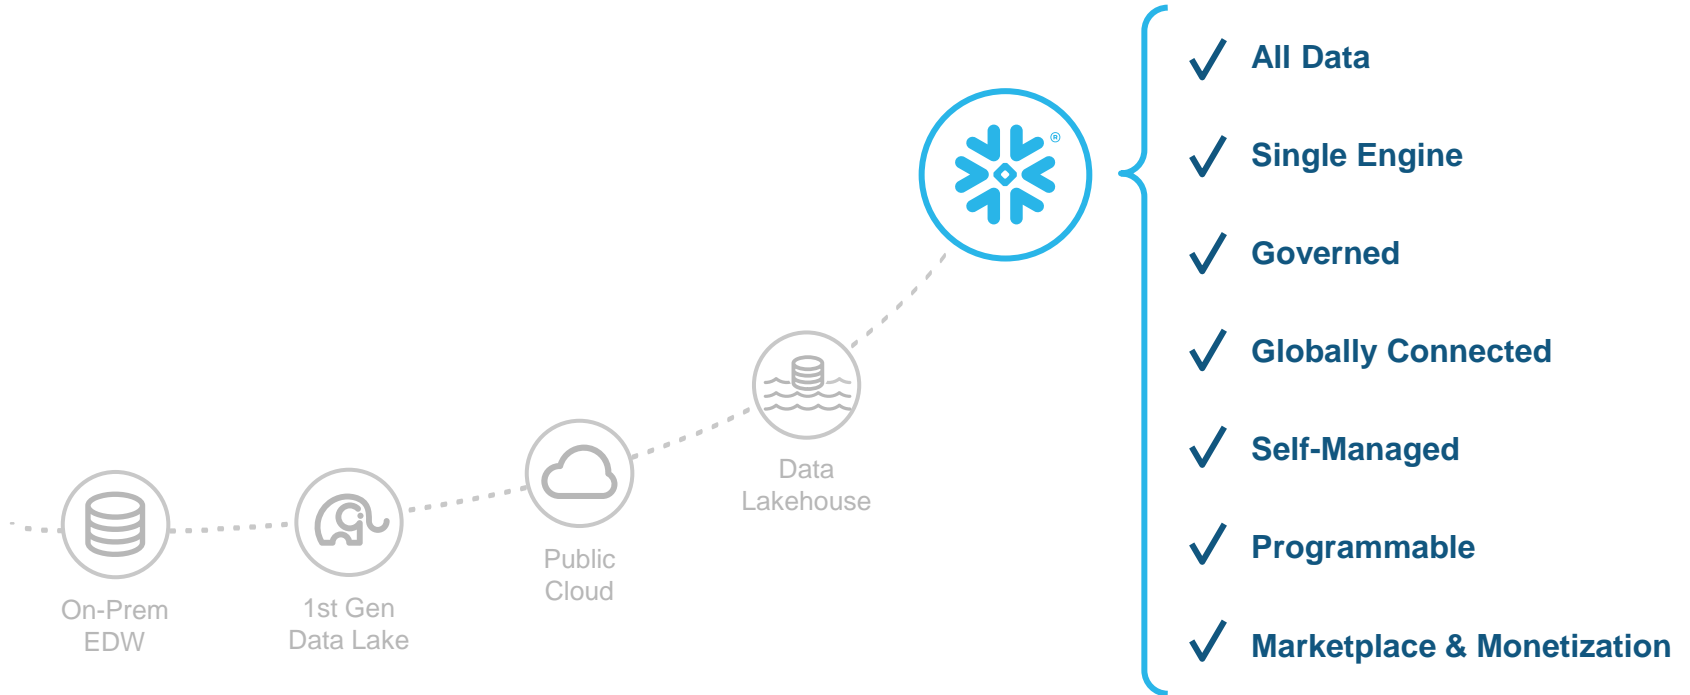 All Data
Single Engine
Governed
Globally Connected
Self-Managed
Programmable
Marketplace & Monetization
®
Data
Lakehouse
Public
Cloud
1st Gen
Data Lake
On-Prem
EDW